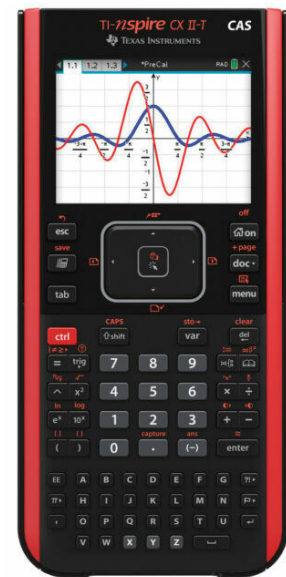 TI-nspire CX II-T CAS
TEXAS INSTRUMENTS
1.1 1.2 1.3 *PreCal RAD
y
off
esc on
save + page
doc
tab menu
CAPS sto→ clear
ctrl shift var del
= trig 7 8 9
^ x² 4 5 6 × ÷
ln log
eˣ 10ˣ 1 2 3 + −
capture ans ≈
( ) 0 . (−) enter
EE A B C D E F G ?!
π H I J K L M N
, O P Q R S T U ↵
V W X Y Z